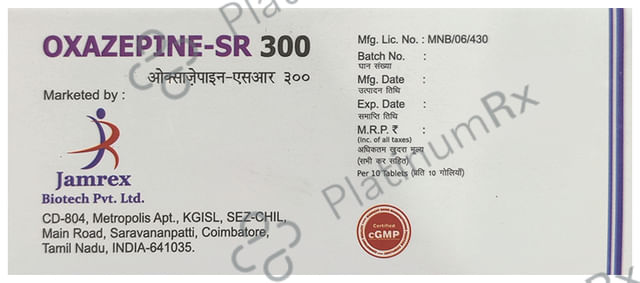 OXAZEPINE-SR 300
ओक्साज़ेपाइन-एसआर ३००
Marketed by :
Jamrex
Biotech Pvt. Ltd.
CD-804, Metropolis Apt., KGISL, SEZ-CHIL,
Main Road, Saravananpatti, Coimbatore,
Tamil Nadu, INDIA-641035.
Mfg. Lic. No. : MNB/06/430
Batch No. :
घान संख्या
Mfg. Date :
उत्पादन तिथि
Exp. Date :
समाप्ति तिथि
M.R.P. ₹ :
(Inc. of all taxes)
अधिकतम खुदरा मूल्य
(सभी कर सहित)
Per 10 Tablets (प्रति 10 गोलियाँ)
Certified
cGMP
PlatinumRx
PlatinumRx